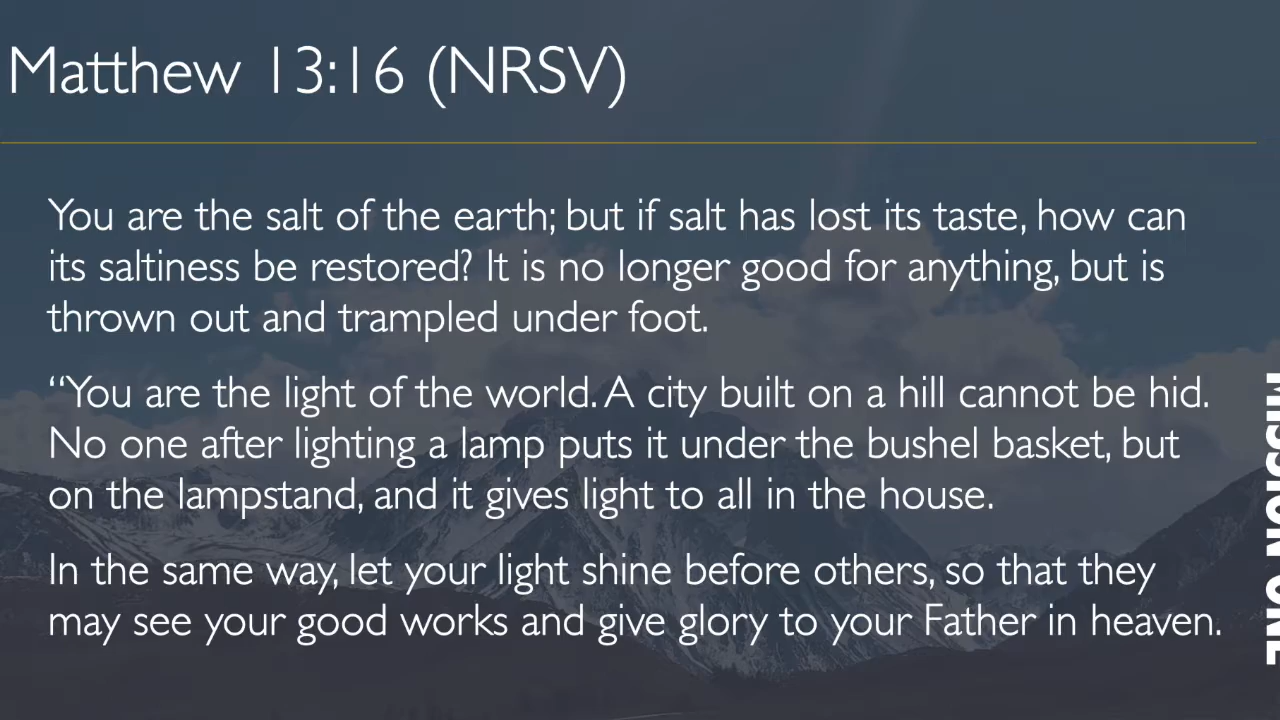 Matthew 13:16 (NRSV)
You are the salt of the earth; but if salt has lost its taste, how can
its saltiness be restored? It is no longer good for anything, but is
thrown out and trampled under foot.
“You are the light of the world. A city built on a hill cannot be hid.
No one after lighting a lamp puts it under the bushel basket, but
on the lampstand, and it gives light to all in the house.
In the same way, let your light shine before others, so that they
may see your good works and give glory to your Father in heaven.
MISSION ONE